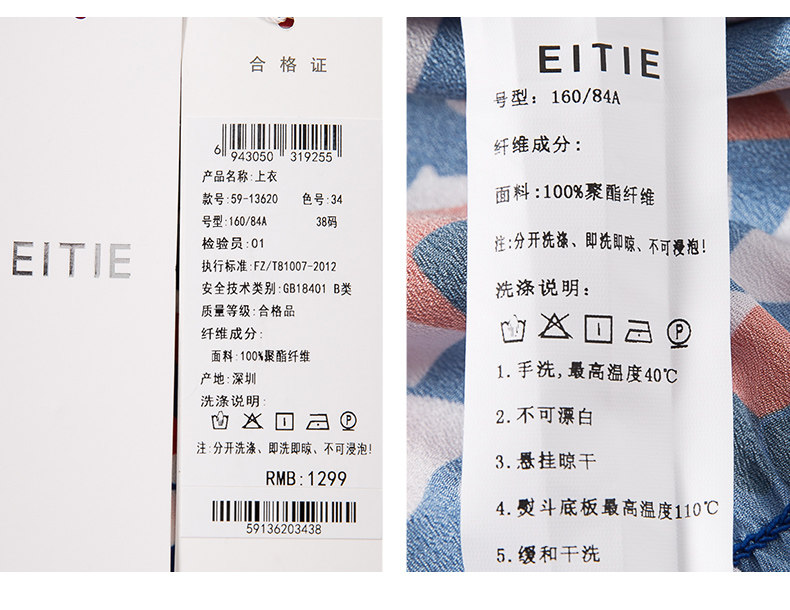 EITIE
合格证
6 943050 319255
产品名称:上衣
款号:59-13620 色号:34
号型:160/84A 38码
检验员:01
执行标准:FZ/T81007-2012
安全技术类别:GB18401 B类
质量等级:合格品
纤维成分:
面料:100%聚酯纤维
产地:深圳
洗涤说明:
P
注:分开洗涤、即洗即晾、不可浸泡!
RMB:1299
59136203438
EITIE
号型: 160/84A
纤维成分:
面料:100%聚酯纤维
注:分开洗涤、即洗即晾、不可浸泡!
洗涤说明:
P
1.手洗,最高温度40℃
2.不可漂白
3.悬挂晾干
4.熨斗底板最高温度110℃
5.缓和干洗